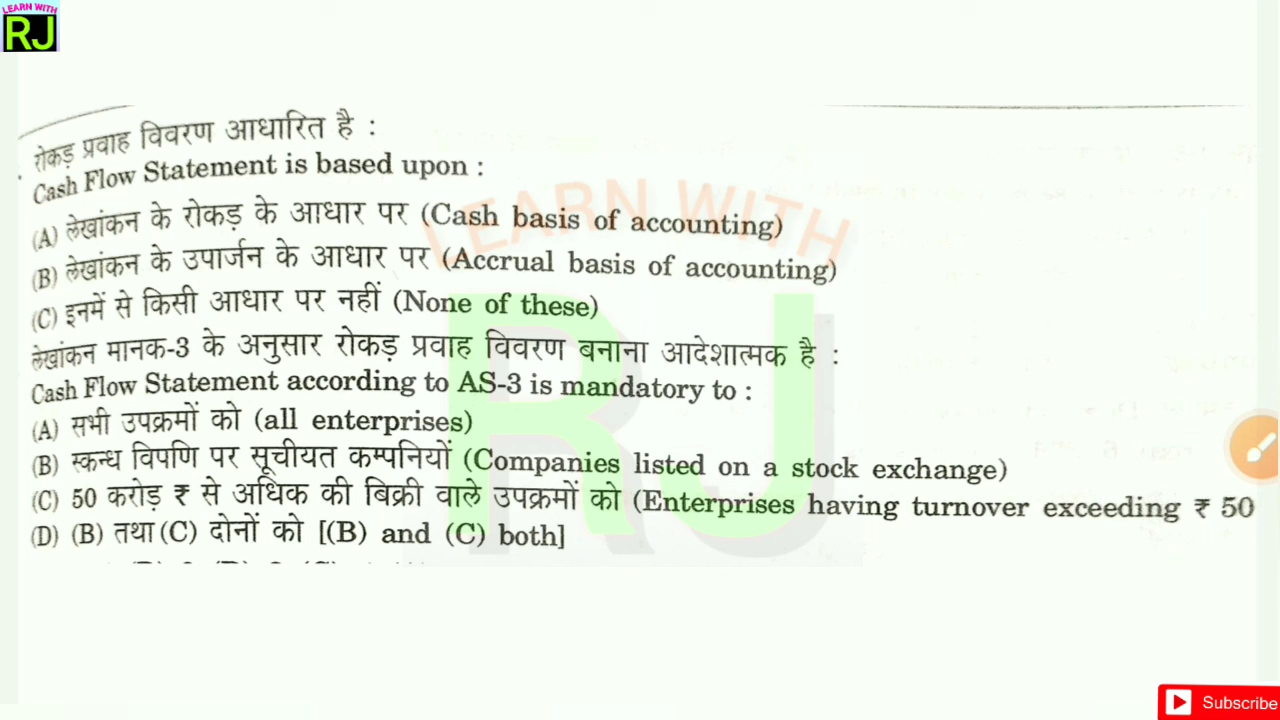 LEARN WITH
RJ
रोकड़ प्रवाह विवरण आधारित है :
Cash Flow Statement is based upon :
(A) लेखांकन के रोकड़ के आधार पर (Cash basis of accounting)
(B) लेखांकन के उपार्जन के आधार पर (Accrual basis of accounting)
(C) इनमें से किसी आधार पर नहीं (None of these)
लेखांकन मानक-3 के अनुसार रोकड़ प्रवाह विवरण बनाना आदेशात्मक है :
Cash Flow Statement according to AS-3 is mandatory to :
(A) सभी उपक्रमों को (all enterprises)
(B) स्कन्ध विपणि पर सूचीयत कम्पनियों (Companies listed on a stock exchange)
(C) 50 करोड़ ₹ से अधिक की बिक्री वाले उपक्रमों को (Enterprises having turnover exceeding ₹ 50
(D) (B) तथा (C) दोनों को [(B) and (C) both]
LEARN WITH
RJ
Subscribe